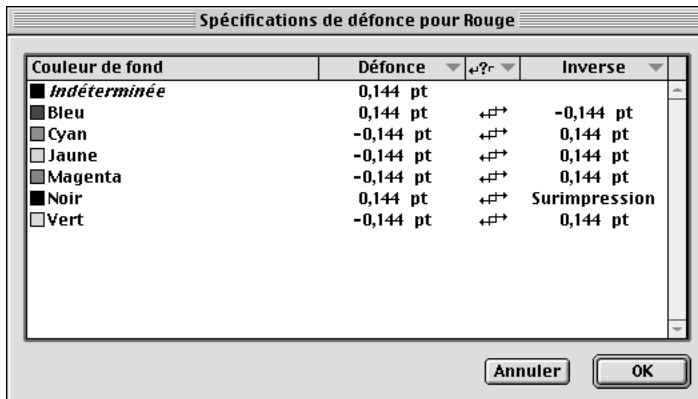 Spécifications de défonce pour Rouge
Couleur de fond Défonce ↵?r Inverse
Indéterminée 0,144 pt
Bleu 0,144 pt -0,144 pt
Cyan -0,144 pt 0,144 pt
Jaune -0,144 pt 0,144 pt
Magenta -0,144 pt 0,144 pt
Noir 0,144 pt Surimpression
Vert -0,144 pt 0,144 pt
Annuler OK